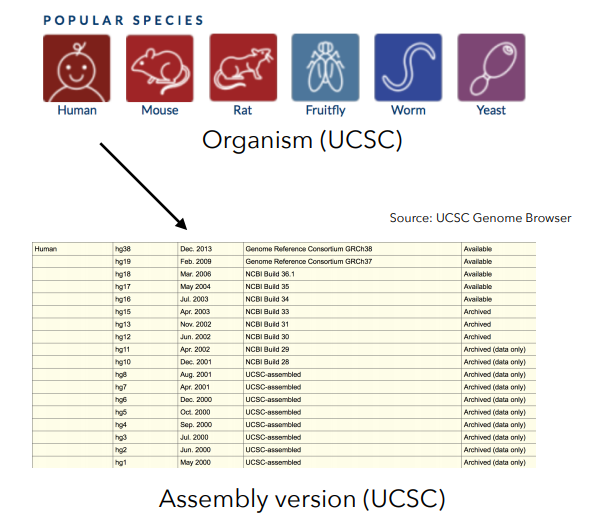 POPULAR SPECIES
Human Mouse Rat Fruitfly Worm Yeast
Organism (UCSC)
Source: UCSC Genome Browser
Human hg38 Dec. 2013 Genome Reference Consortium GRCh38 Available
hg19 Feb. 2009 Genome Reference Consortium GRCh37 Available
hg18 Mar. 2006 NCBI Build 36.1 Available
hg17 May 2004 NCBI Build 35 Available
hg16 Jul. 2003 NCBI Build 34 Available
hg15 Apr. 2003 NCBI Build 33 Archived
hg13 Nov. 2002 NCBI Build 31 Archived
hg12 Jun. 2002 NCBI Build 30 Archived
hg11 Apr. 2002 NCBI Build 29 Archived (data only)
hg10 Dec. 2001 NCBI Build 28 Archived (data only)
hg8 Aug. 2001 UCSC-assembled Archived (data only)
hg7 Apr. 2001 UCSC-assembled Archived (data only)
hg6 Dec. 2000 UCSC-assembled Archived (data only)
hg5 Oct. 2000 UCSC-assembled Archived (data only)
hg4 Sep. 2000 UCSC-assembled Archived (data only)
hg3 Jul. 2000 UCSC-assembled Archived (data only)
hg2 Jun. 2000 UCSC-assembled Archived (data only)
hg1 May 2000 UCSC-assembled Archived (data only)
Assembly version (UCSC)